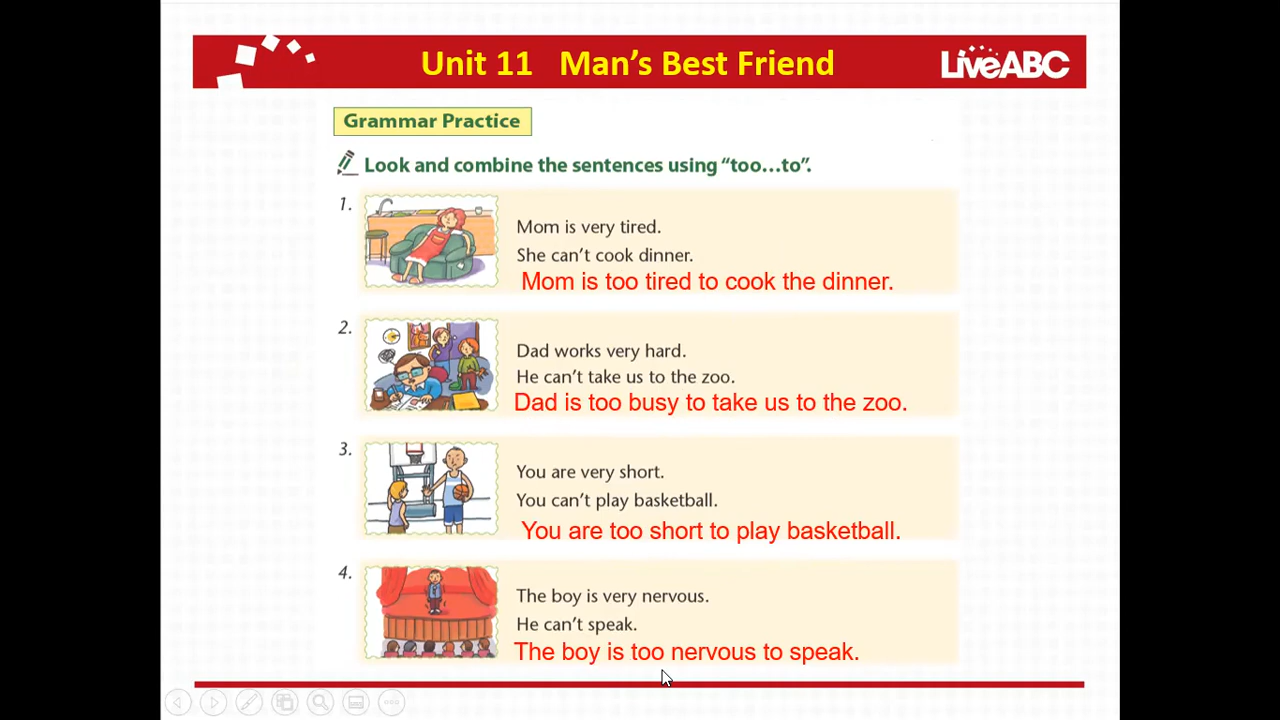 Unit 11 Man's Best Friend
LiveABC
Grammar Practice
Look and combine the sentences using “too...to”.
1.
Mom is very tired.
She can't cook dinner.
Mom is too tired to cook the dinner.
2.
Dad works very hard.
He can't take us to the zoo.
Dad is too busy to take us to the zoo.
3.
You are very short.
You can't play basketball.
You are too short to play basketball.
4.
The boy is very nervous.
He can't speak.
The boy is too nervous to speak.